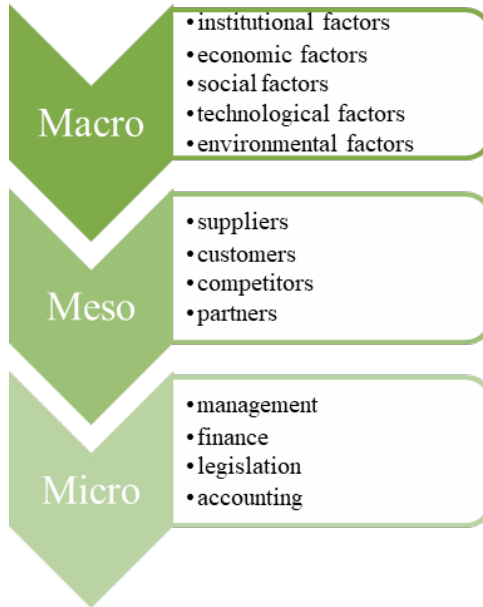 Macro
• institutional factors
• economic factors
• social factors
• technological factors
• environmental factors
Meso
• suppliers
• customers
• competitors
• partners
Micro
• management
• finance
• legislation
• accounting